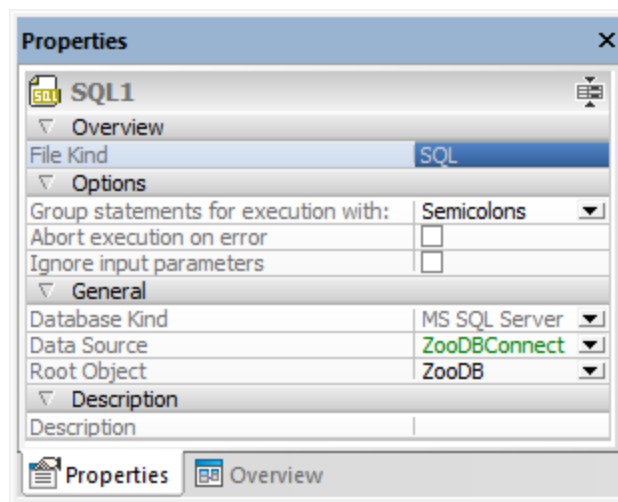 Properties
SQL1
Overview
File Kind SQL
Options
Group statements for execution with: Semicolons
Abort execution on error
Ignore input parameters
General
Database Kind MS SQL Server
Data Source ZooDBConnect
Root Object ZooDB
Description
Description
Properties Overview